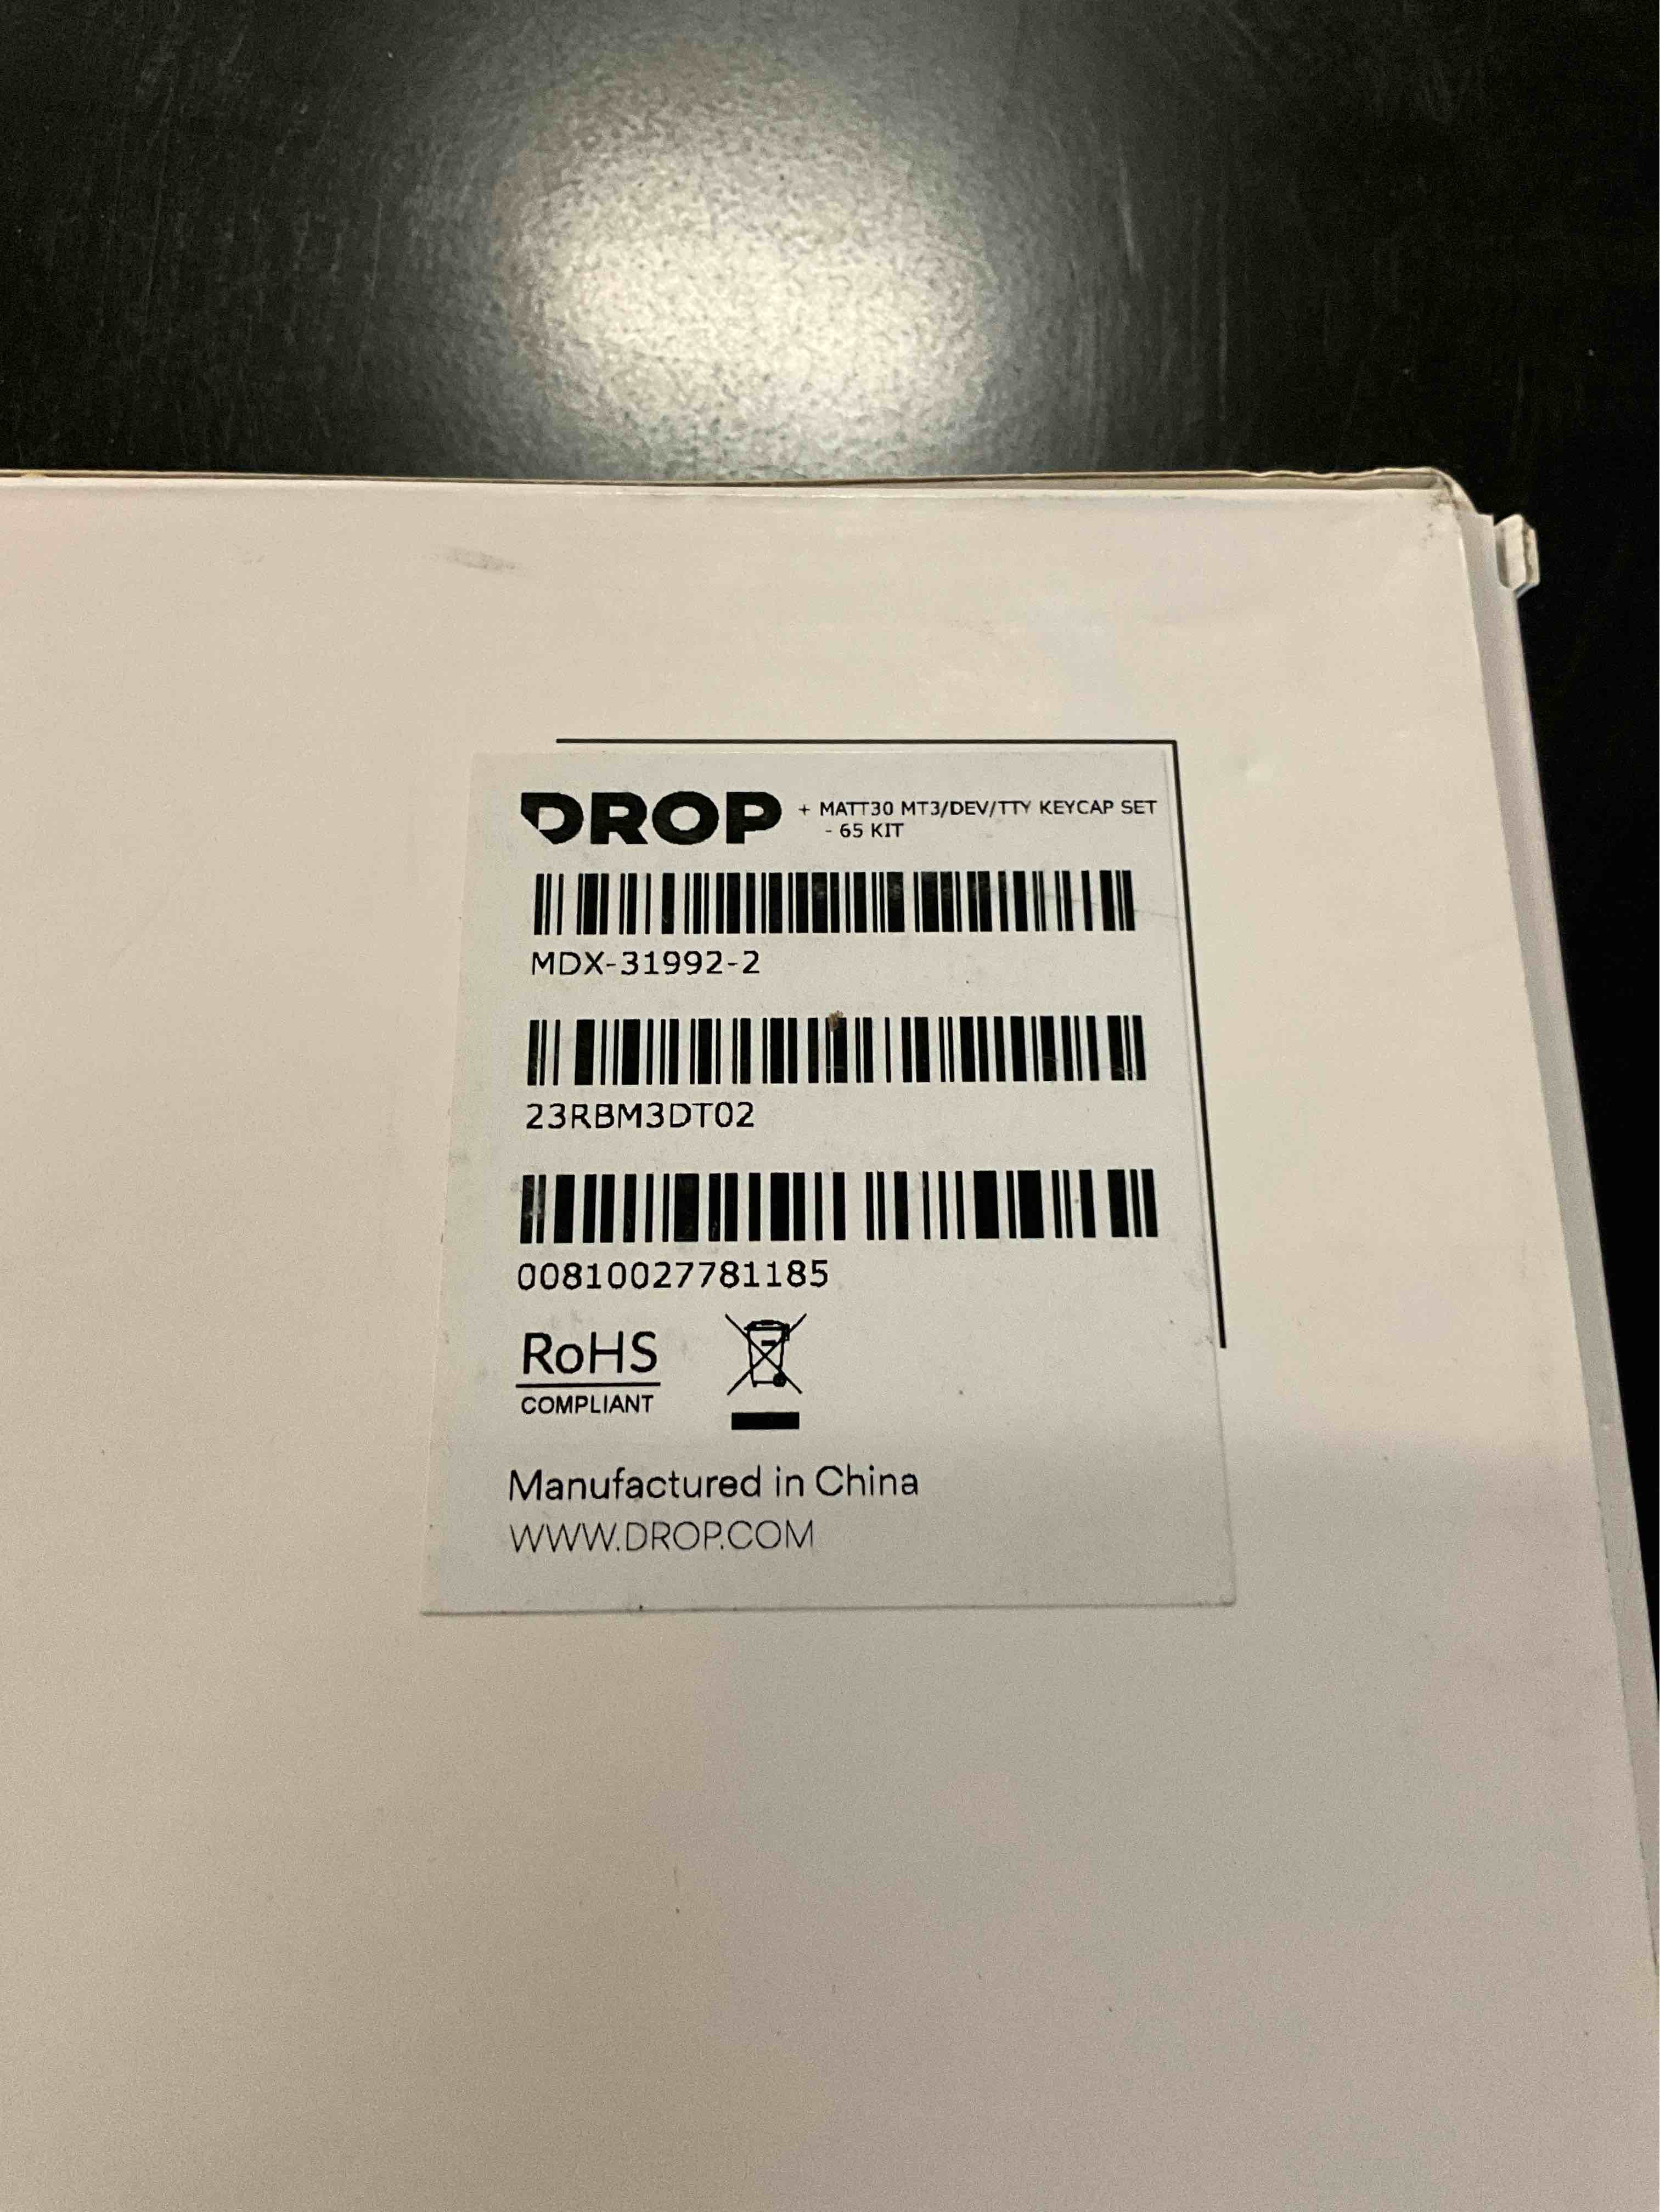 DROP + MATT30 MT3/DEV/TTY KEYCAP SET
- 65 KIT
MDX-31992-2
23RBM3DT02
00810027781185
RoHS
COMPLIANT
Manufactured in China
WWW.DROP.COM